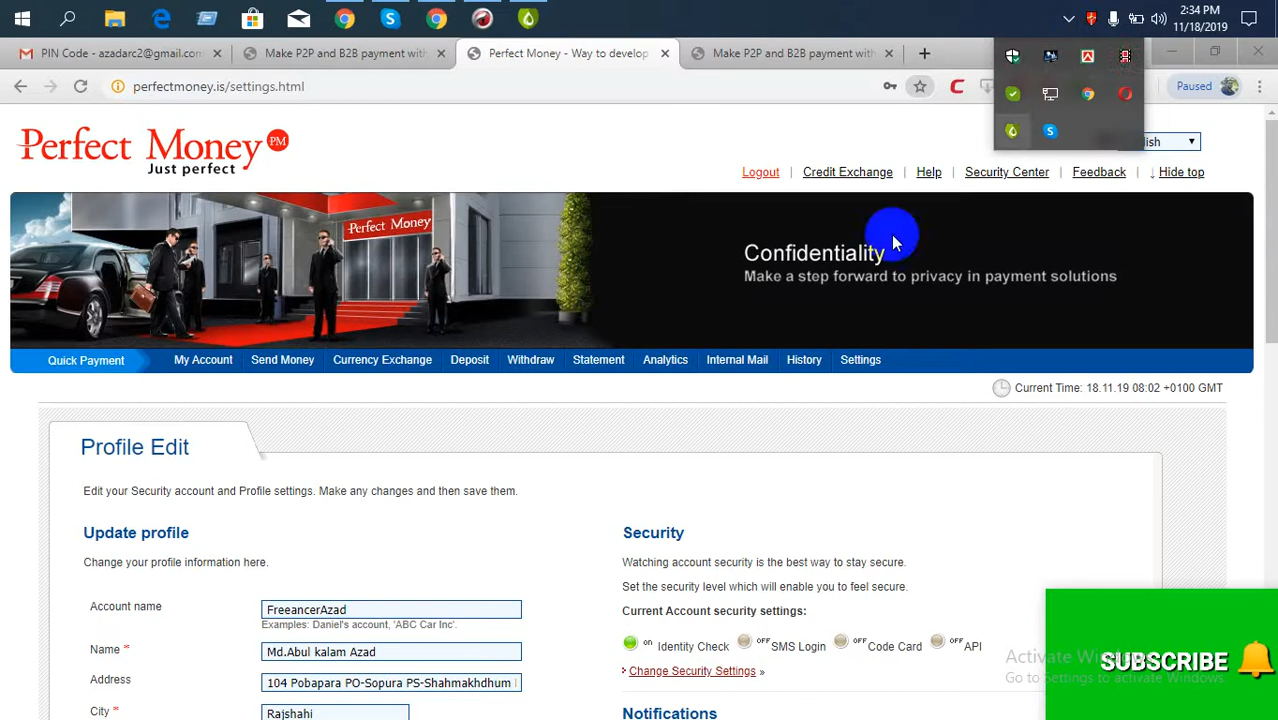 2:34 PM
11/18/2019
PIN Code - azadarc2@gmail.com
Make P2P and B2B payment with
Perfect Money - Way to develop
Make P2P and B2B payment with
perfectmoney.is/settings.html
Paused
Perfect Money PM
Just perfect
lish
Logout | Credit Exchange | Help | Security Center | Feedback | ↓ Hide top
Perfect Money
Confidentiality
Make a step forward to privacy in payment solutions
Quick Payment My Account Send Money Currency Exchange Deposit Withdraw Statement Analytics Internal Mail History Settings
Current Time: 18.11.19 08:02 +0100 GMT
Profile Edit
Edit your Security account and Profile settings. Make any changes and then save them.
Update profile
Change your profile information here.
Account name FreeancerAzad
Examples: Daniel's account, 'ABC Car Inc'.
Name * Md.Abul kalam Azad
Address 104 Pobapara PO-Sopura PS-Shahmakhdhum
City * Rajshahi
Security
Watching account security is the best way to stay secure.
Set the security level which will enable you to feel secure.
Current Account security settings:
ON Identity Check OFF SMS Login OFF Code Card OFF API
Change Security Settings »
Notifications
Activate Win
Go to Settings to activate Windows.
SUBSCRIBE